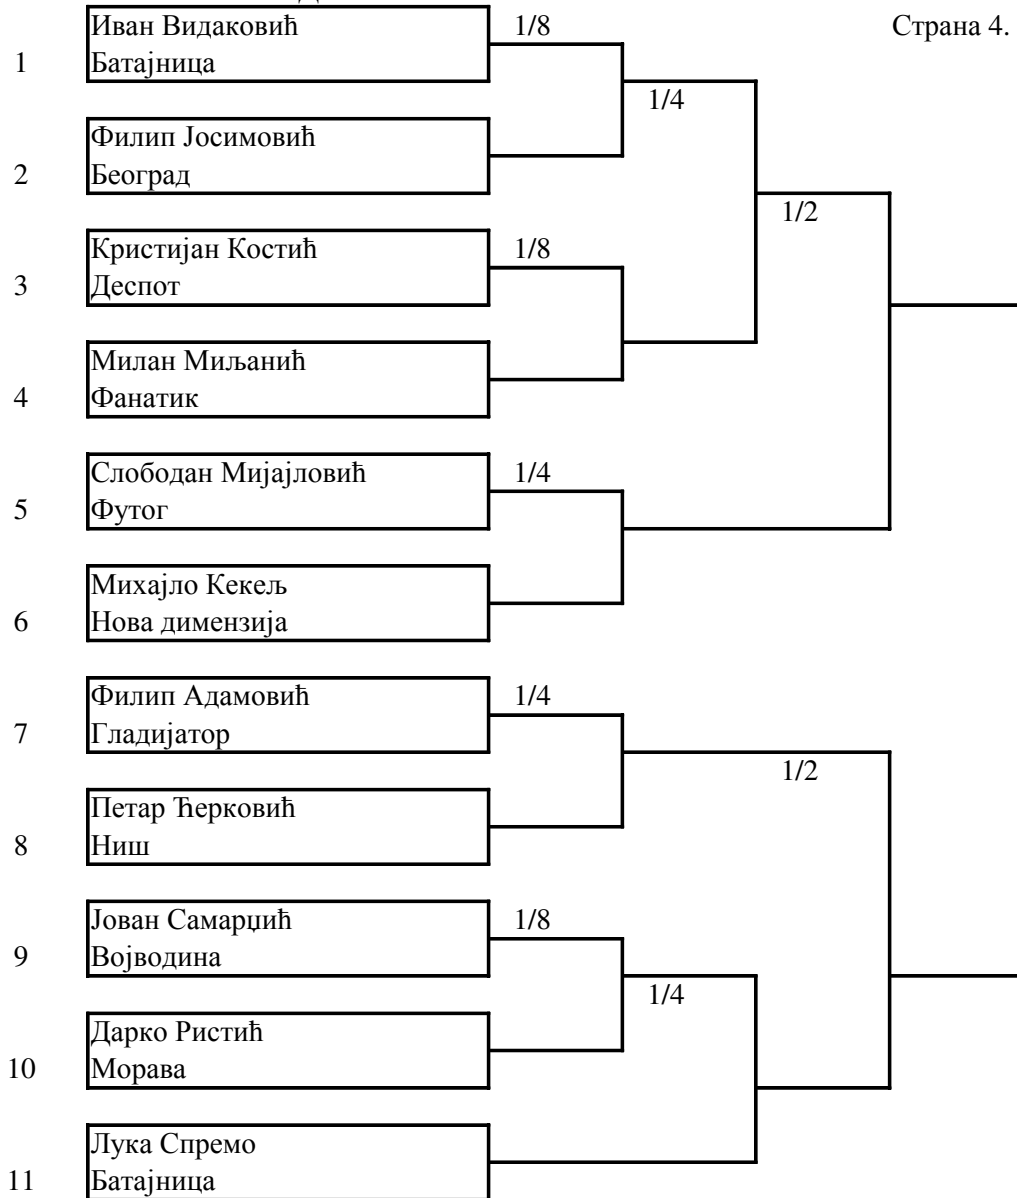 Иван Видаковић 1/8 Страна 4.
1 Батајница
1/4
Филип Јосимовић
2 Београд
1/2
Кристијан Костић 1/8
3 Деспот
Милан Миљанић
4 Фанатик
Слободан Мијајловић 1/4
5 Футог
Михајло Кекељ
6 Нова димензија
Филип Адамовић 1/4
7 Гладијатор
1/2
Петар Ћерковић
8 Ниш
Јован Самарџић 1/8
9 Војводина
1/4
Дарко Ристић
10 Морава
Лука Спремо
11 Батајница